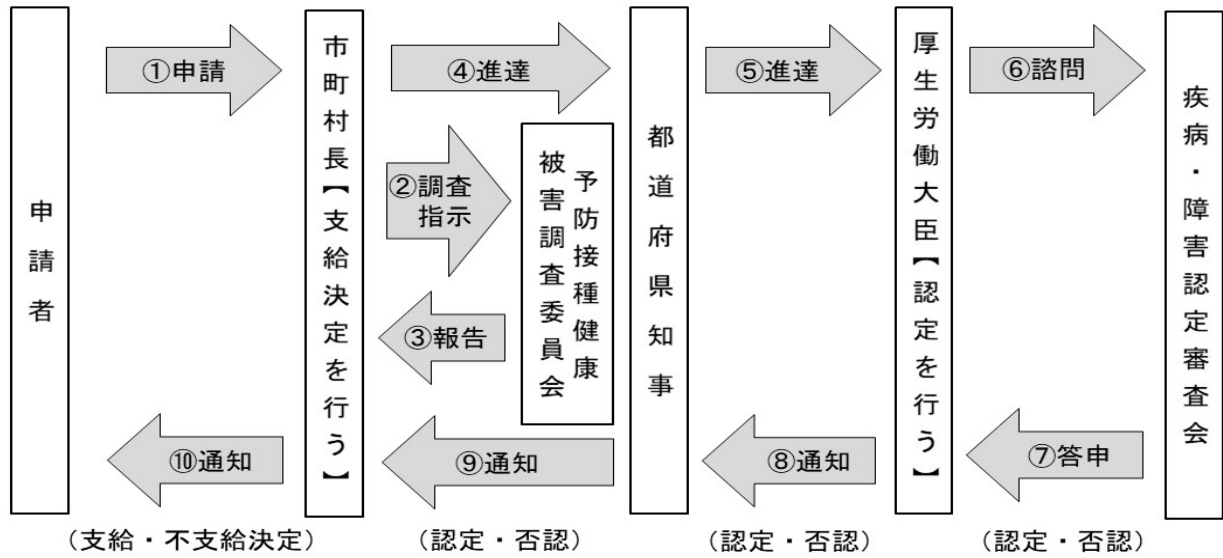 申請者
①申請
市町村長【支給決定を行う】
④進達
②調査
指示
③報告
予防接種健康
被害調査委員会
都道府県知事
⑤進達
厚生労働大臣【認定を行う】
⑥諮問
疾病・障害認定審査会
⑦答申
⑧通知
⑨通知
⑩通知
（支給・不支給決定）
（認定・否認）
（認定・否認）
（認定・否認）